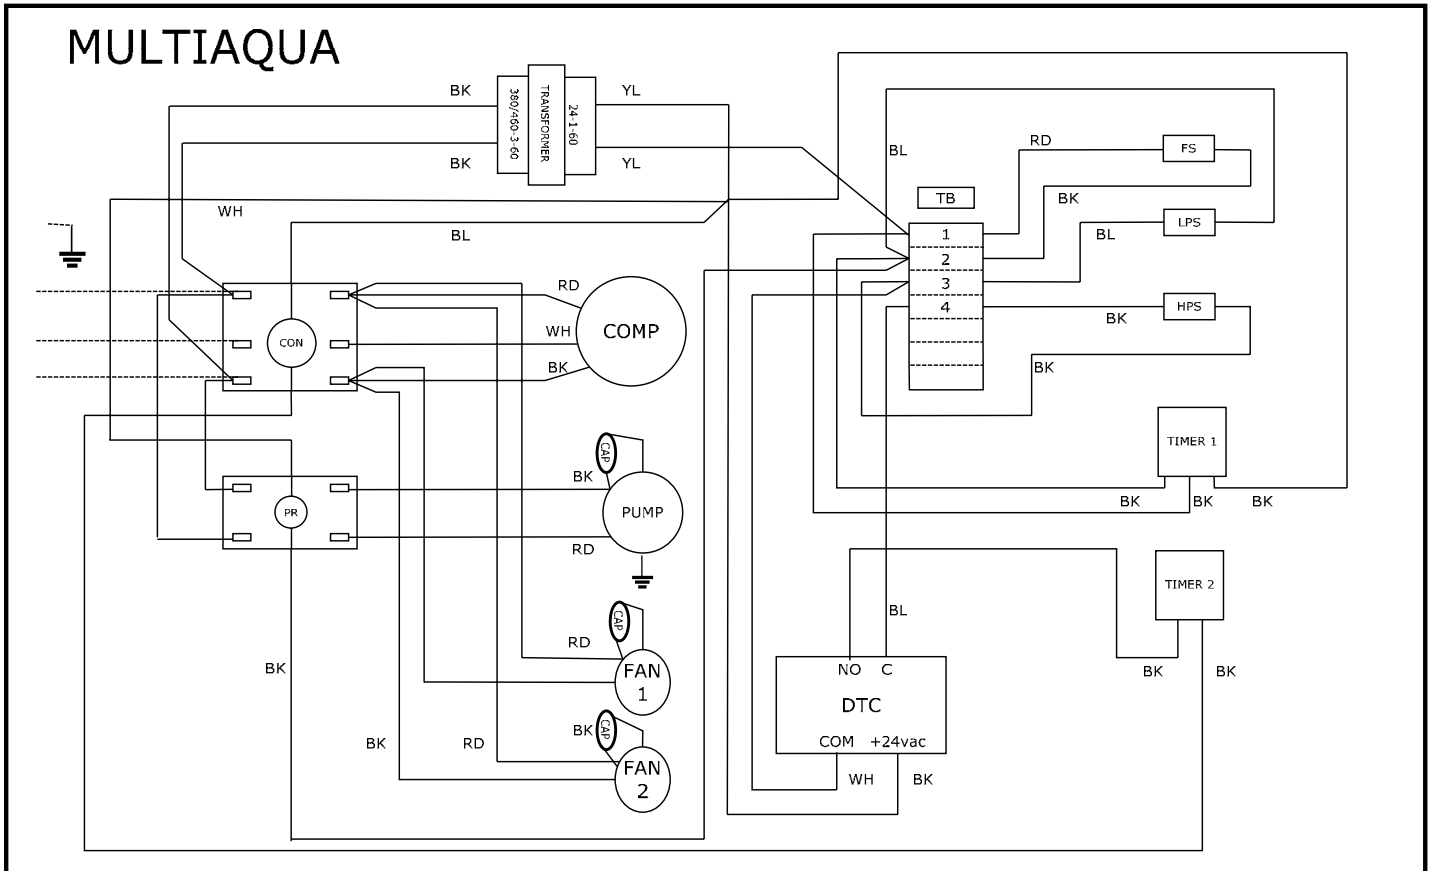 MULTIAQUA
BK
YL
380/460-3-60
TRANSFORMER
24-1-60
BK
YL
BL
RD
FS
BK
WH
BL
TB
BL
LPS
1
2
3
4
RD
HPS
BK
WH
COMP
CON
BK
BK
TIMER 1
CAP
BK
BK
BK
BK
PR
PUMP
RD
TIMER 2
CAP
BL
RD
BK
FAN
1
NO
C
BK
BK
DTC
CAP
BK
BK
RD
COM
+24vac
FAN
2
WH
BK